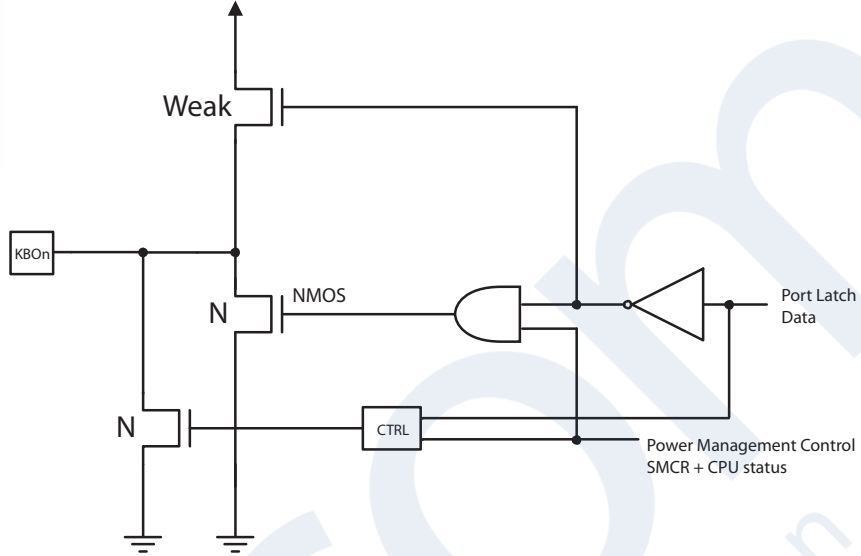 Weak
KBOn
NMOS
N
Port Latch
Data
N
CTRL
Power Management Control
SMCR + CPU status